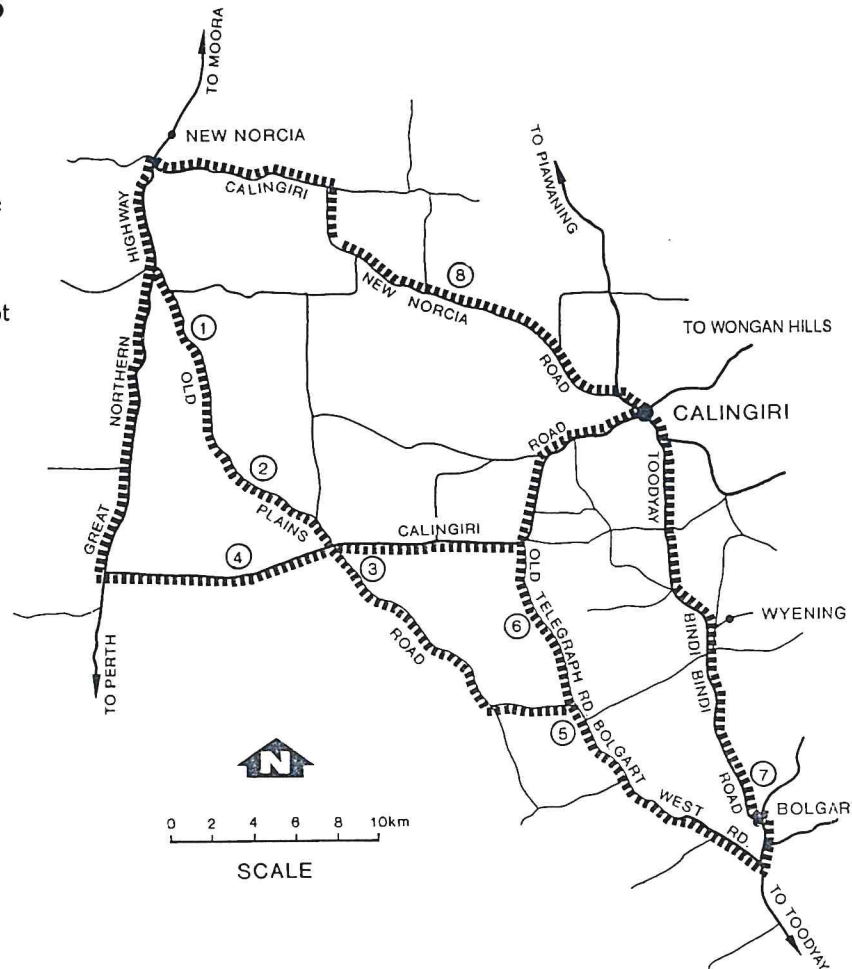 TO MOORA
NEW NORCIA
CALINGIRI
HIGHWAY
TO PIAWANING
8
NEW NORCIA
ROAD
TO WONGAN HILLS
1
OLD
NORTHERN
CALINGIRI
ROAD
TOODYAY
2
PLAINS
GREAT
CALINGIRI
4
3
OLD TELEGRAPH RD.
6
WYENING
BINDI BINDI
ROAD
TO PERTH
5
BOLGART WEST RD.
7
ROAD
BOLGAR
N
0 2 4 6 8 10km
SCALE
TO TOODYAY